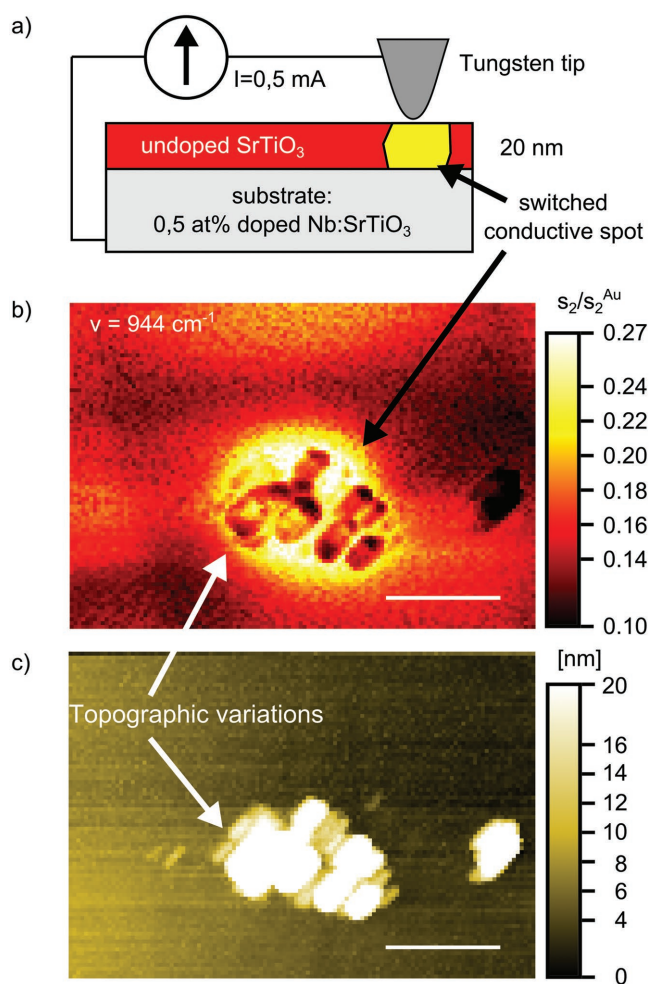 a)
I=0,5 mA
Tungsten tip
undoped SrTiO₃
20 nm
substrate:
0,5 at% doped Nb:SrTiO₃
switched
conductive spot
b)
ν = 944 cm⁻¹
s₂/s₂ᴬᵘ
0.27
0.24
0.22
0.20
0.18
0.16
0.14
0.12
0.10
c)
Topographic variations
[nm]
20
16
14
12
10
8
6
4
0